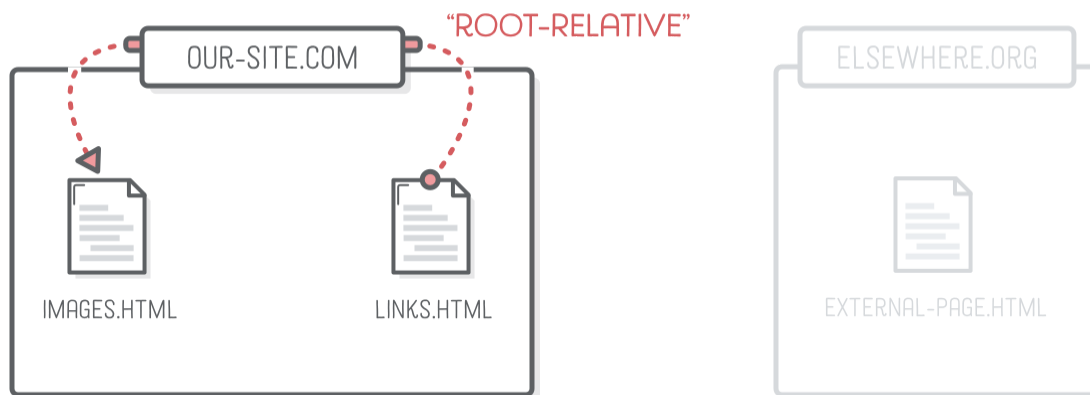 “ROOT-RELATIVE”
OUR-SITE.COM
ELSEWHERE.ORG
IMAGES.HTML
LINKS.HTML
EXTERNAL-PAGE.HTML